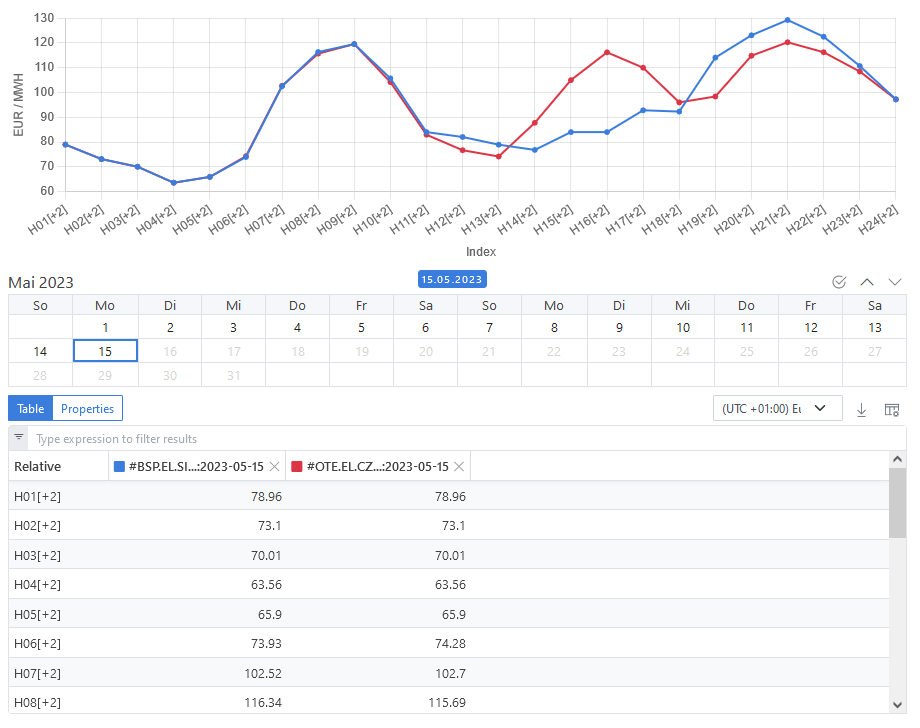 130
120
110
100
90
80
70
60
EUR / MWH
H01[+2] H02[+2] H03[+2] H04[+2] H05[+2] H06[+2] H07[+2] H08[+2] H09[+2] H10[+2] H11[+2] H12[+2] H13[+2] H14[+2] H15[+2] H16[+2] H17[+2] H18[+2] H19[+2] H20[+2] H21[+2] H22[+2] H23[+2] H24[+2]
Index
Mai 2023 15.05.2023
So Mo Di Mi Do Fr Sa So Mo Di Mi Do Fr Sa
1 2 3 4 5 6 7 8 9 10 11 12 13
14 15 16 17 18 19 20 21 22 23 24 25 26 27
28 29 30 31
Table Properties (UTC +01:00) Eu
Type expression to filter results
Relative #BSP.EL.SI...:2023-05-15 #OTE.EL.CZ...:2023-05-15
H01[+2] 78.96 78.96
H02[+2] 73.1 73.1
H03[+2] 70.01 70.01
H04[+2] 63.56 63.56
H05[+2] 65.9 65.9
H06[+2] 73.93 74.28
H07[+2] 102.52 102.7
H08[+2] 116.34 115.69